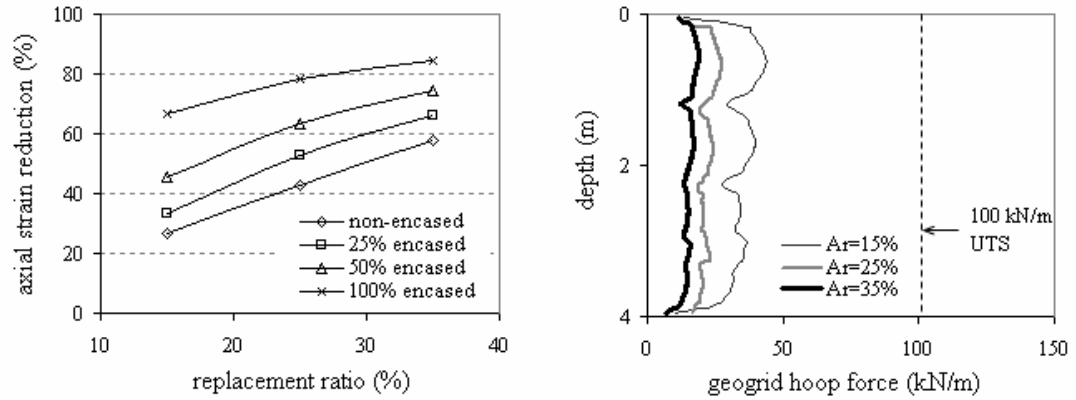 100
80
60
40
20
0
10
20
30
40
axial strain reduction (%)
replacement ratio (%)
non-encased
25% encased
50% encased
100% encased
0
2
4
0
50
100
150
depth (m)
geogrid hoop force (kN/m)
Ar=15%
Ar=25%
Ar=35%
100 kN/m
UTS